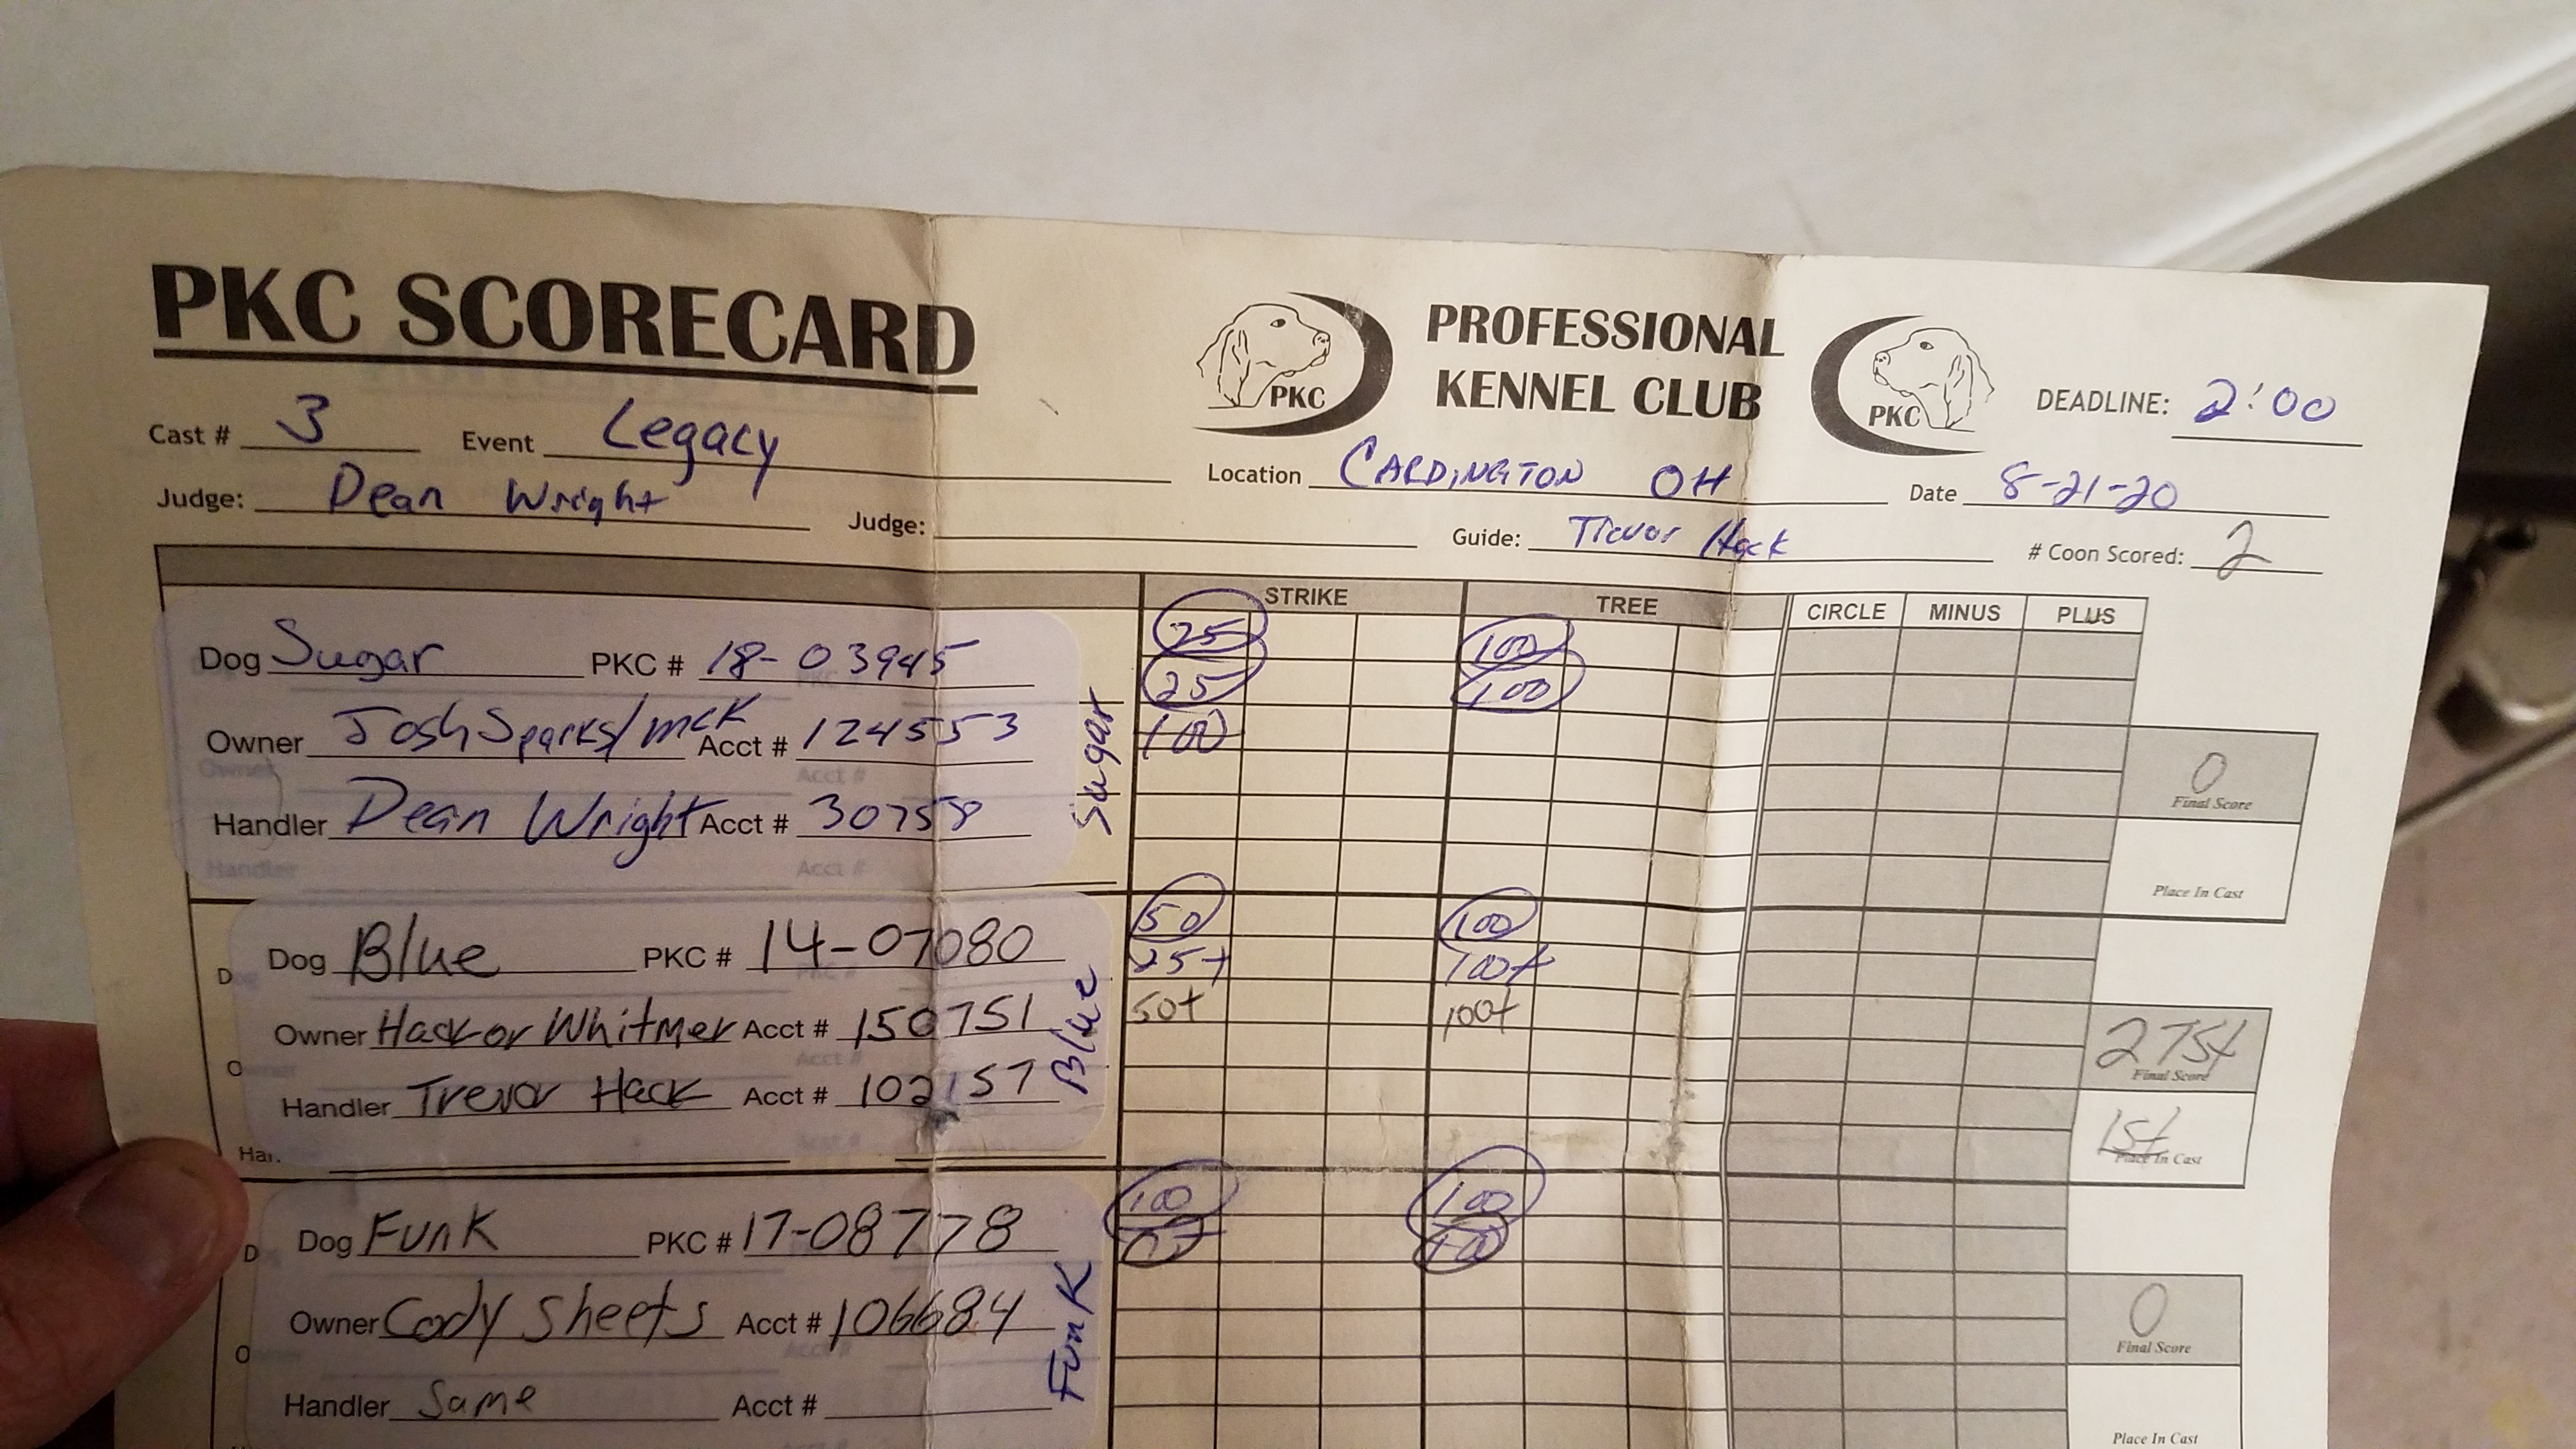 PKC SCORECARD
PKC
PROFESSIONAL
KENNEL CLUB
PKC
DEADLINE: 2:00
Cast # 3 Event Legacy
Location CARDINGTON OH Date 8-21-20
Judge: Dean Wright Judge:
Guide: Trevor Hack # Coon Scored: 2
STRIKE TREE CIRCLE MINUS PLUS
Dog Sugar PKC # 18-03945
Owner Josh Sparks/McK Acct # 124553
Handler Dean Wright Acct # 30758
Sugar
25 100
25 100
100
0
Final Score
Place In Cast
Dog Blue PKC # 14-07080
Owner Hack or Whitmer Acct # 150751
Handler Trevor Hack Acct # 102157
Blue
50 100
25+ 100+
50+ 100+
275+
Final Score
1st
Place In Cast
Dog Funk PKC # 17-08778
Owner Cody Sheets Acct # 106684
Handler Same Acct #
Funk
100 100
100
0
Final Score
Place In Cast